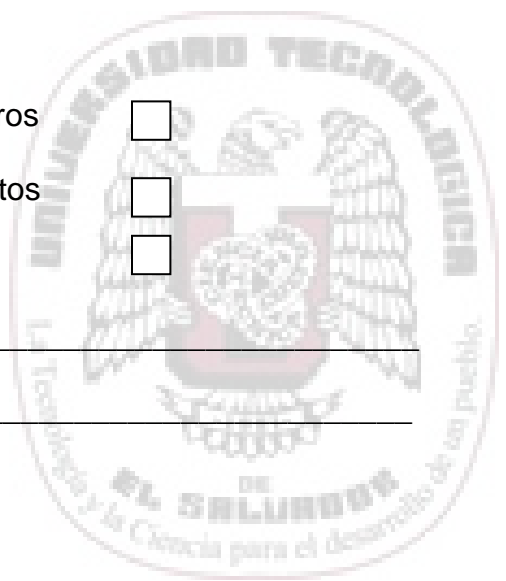 UNIVERSIDAD TECNOLOGICA
ros
tos
La Tecnología y la Ciencia para el desarrollo de un pueblo.
DE
EL SALVADOR